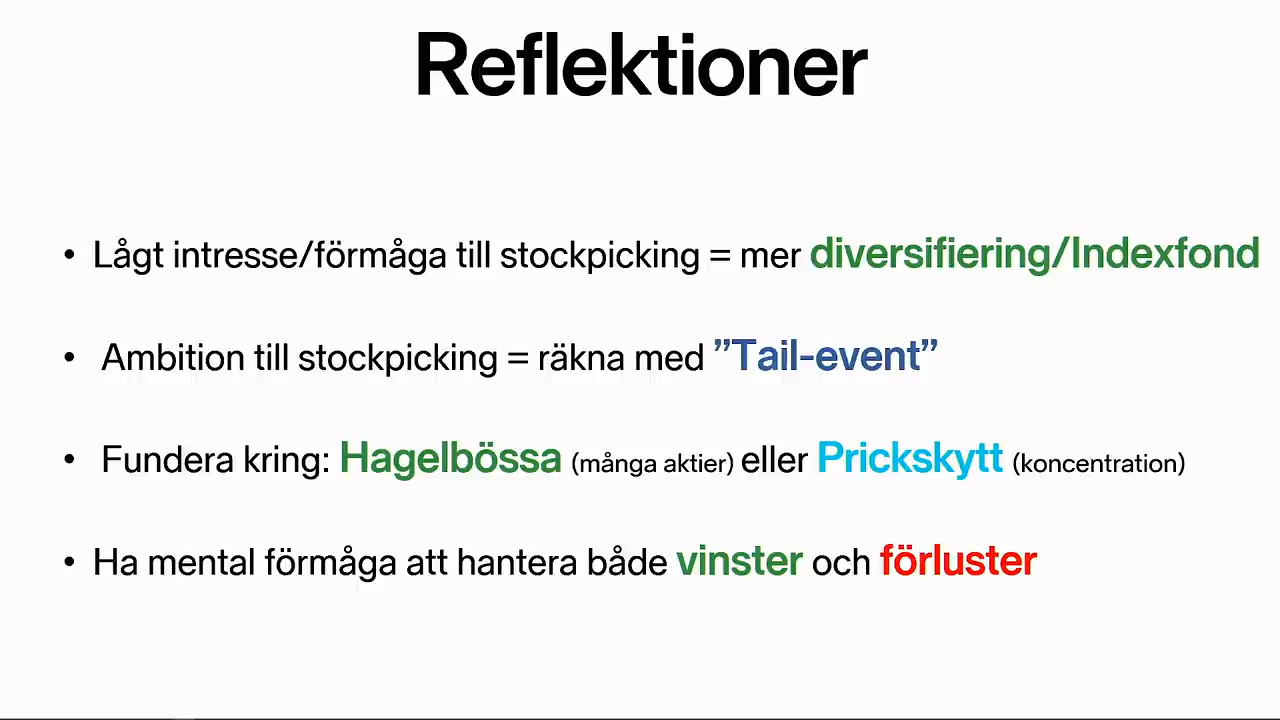 Reflektioner
• Lågt intresse/förmåga till stockpicking = mer diversifiering/Indexfond
• Ambition till stockpicking = räkna med ”Tail-event”
• Fundera kring: Hagelbössa (många aktier) eller Prickskytt (koncentration)
• Ha mental förmåga att hantera både vinster och förluster